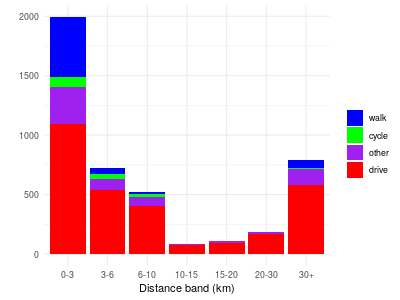 2000
1500
1000
500
0
0-3 3-6 6-10 10-15 15-20 20-30 30+
Distance band (km)
walk
cycle
other
drive